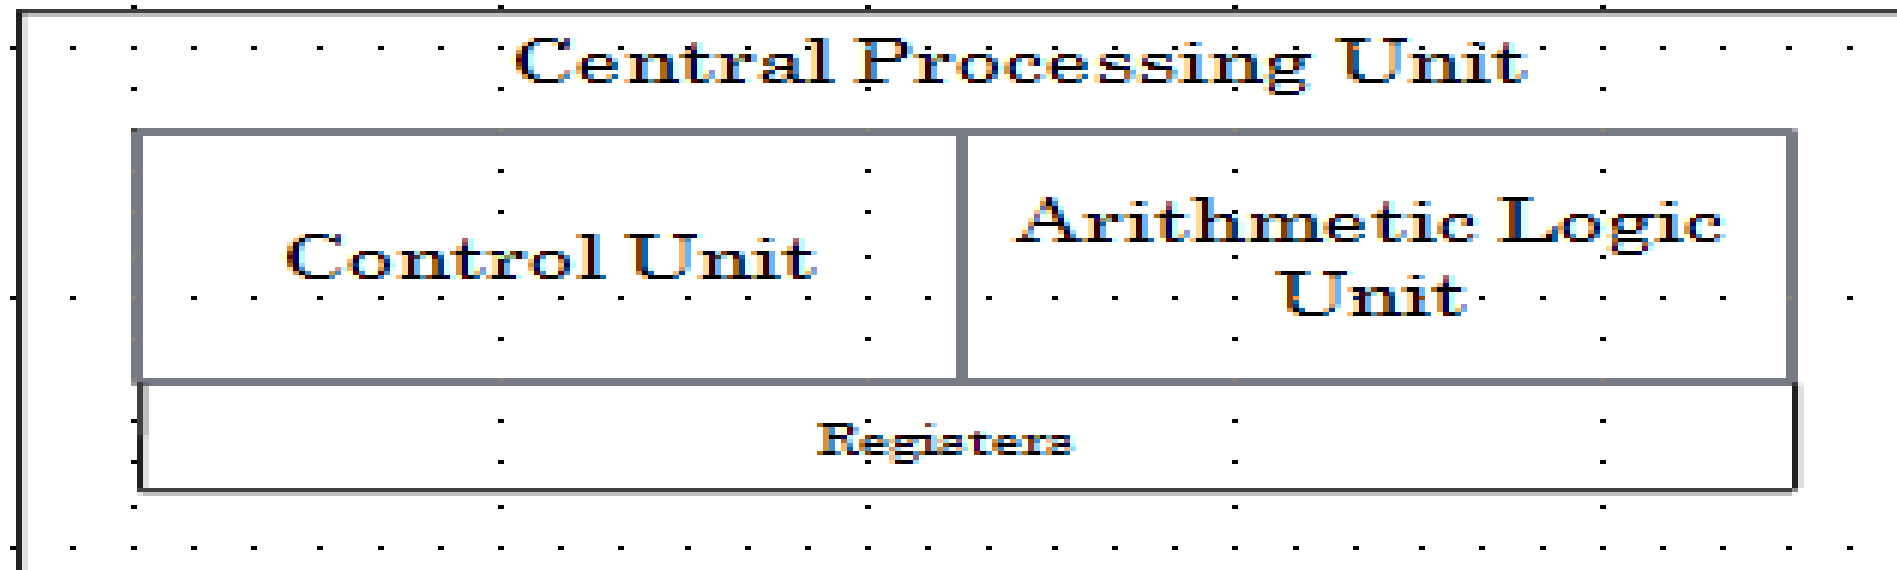 Central Processing Unit
Control Unit
Arithmetic Logic
Unit
Registers